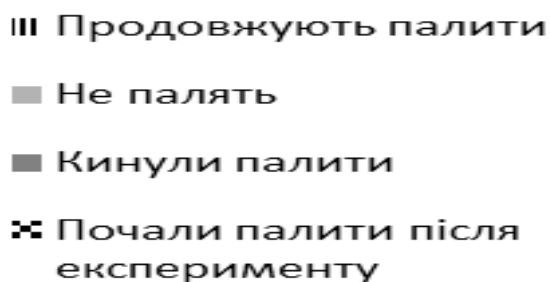 Продовжують палити
Не палять
Кинули палити
Почали палити після
експерименту